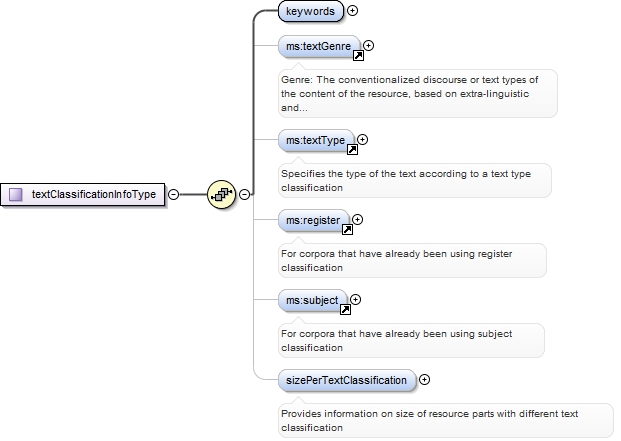 keywords
ms:textGenre
Genre: The conventionalized discourse or text types of
the content of the resource, based on extra-linguistic
and...
ms:textType
Specifies the type of the text according to a text type
classification
textClassificationInfoType
ms:register
For corpora that have already been using register
classification
ms:subject
For corpora that have already been using subject
classification
sizePerTextClassification
Provides information on size of resource parts with different text
classification